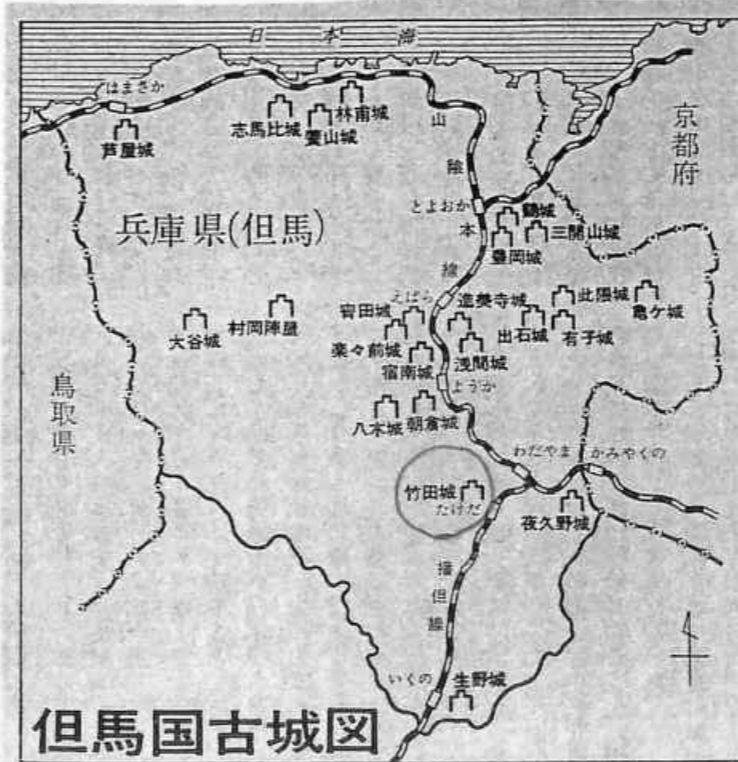 日本海
はまさか
芦屋城
志馬比城
養山城
林甫城
山陰本線
京都府
兵庫県(但馬)
とよおか
鶴城
三開山城
豊岡城
えばら
宵田城
進美寺城
此隅城
亀ケ城
大谷城
村岡陣屋
楽々前城
浅間城
出石城
有子城
宿南城
ようか
鳥取県
八木城
朝倉城
わだやま
かみやくの
竹田城
たけだ
夜久野城
播但線
いくの
生野城
但馬国古城図